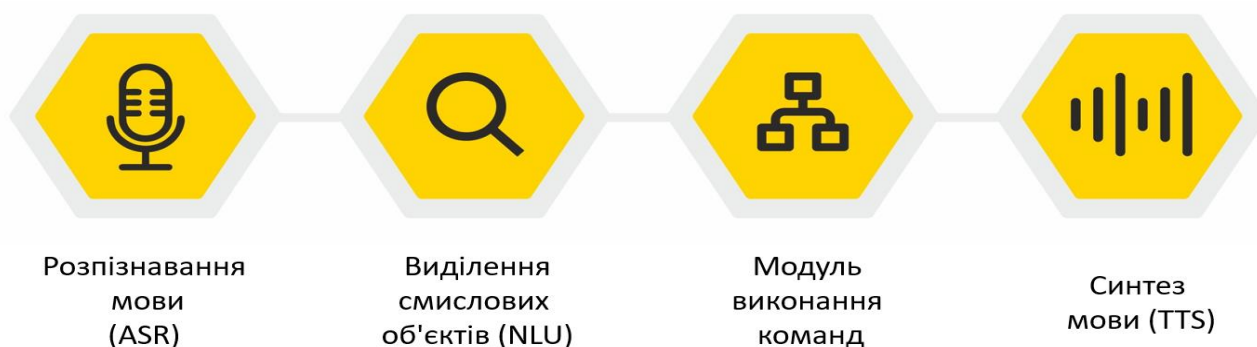 Розпізнавання
мови
(ASR)
Виділення
смислових
об'єктів (NLU)
Модуль
виконання
команд
Синтез
мови (TTS)